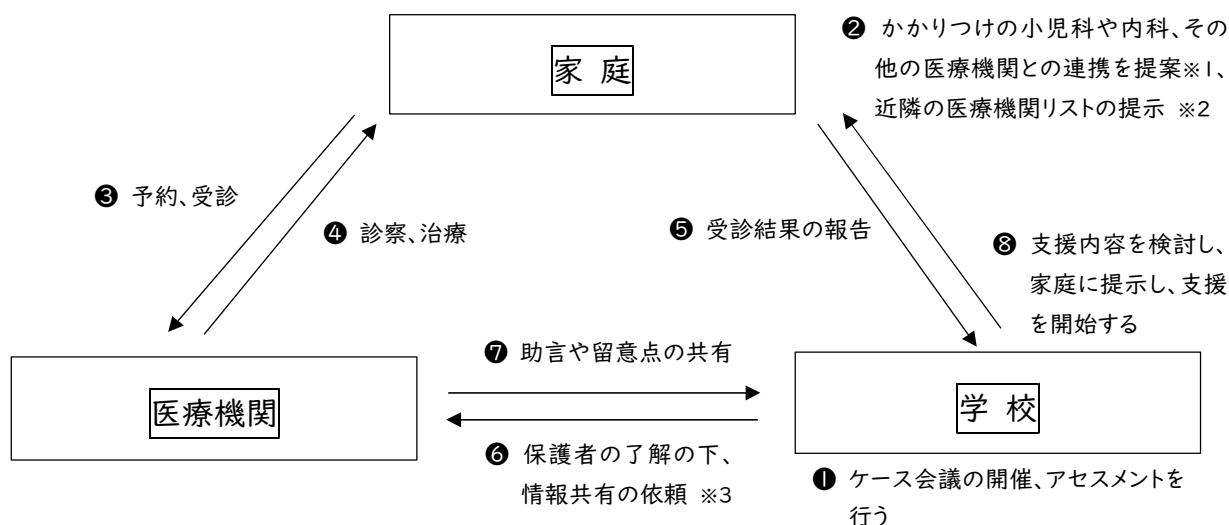 家 庭
❷ かかりつけの小児科や内科、その
他の医療機関との連携を提案※1、
近隣の医療機関リストの提示 ※2
❸ 予約、受診
❹ 診察、治療
❺ 受診結果の報告
❽ 支援内容を検討し、
家庭に提示し、支援
を開始する
❼ 助言や留意点の共有
医療機関
学 校
❻ 保護者の了解の下、
情報共有の依頼 ※3
❶ ケース会議の開催、アセスメントを
行う